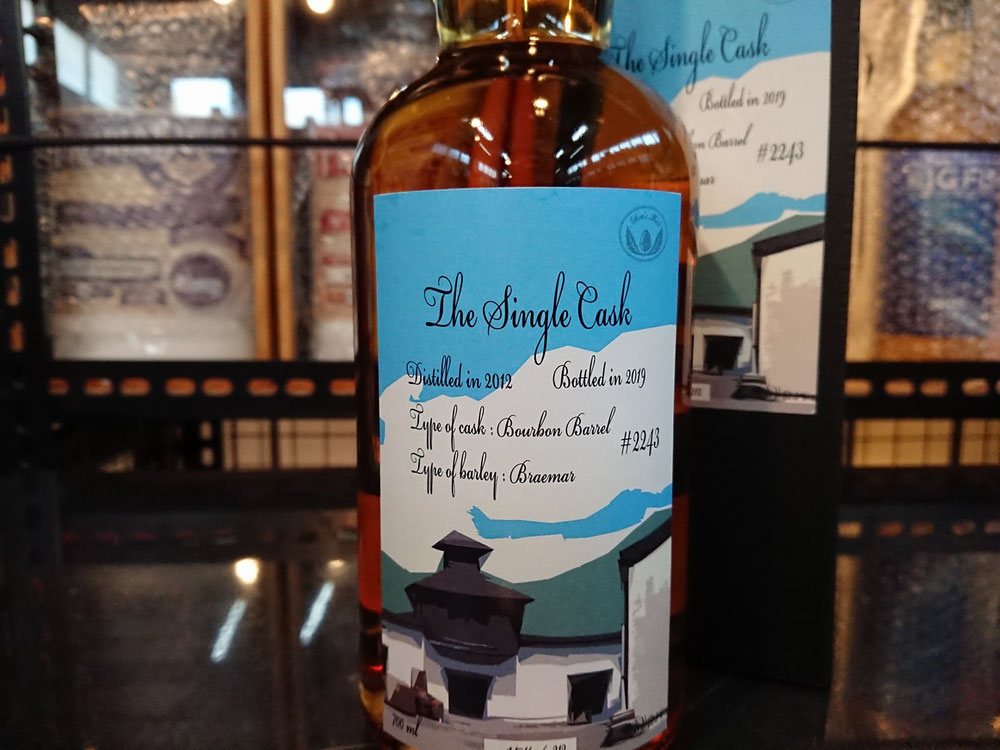 The Single Cask
Distilled in 2012
Bottled in 2019
Type of cask : Bourbon Barrel
#2243
Type of barley : Braemar
700 ml
The Single Cask
Bottled in 2019
Barrel
#2243